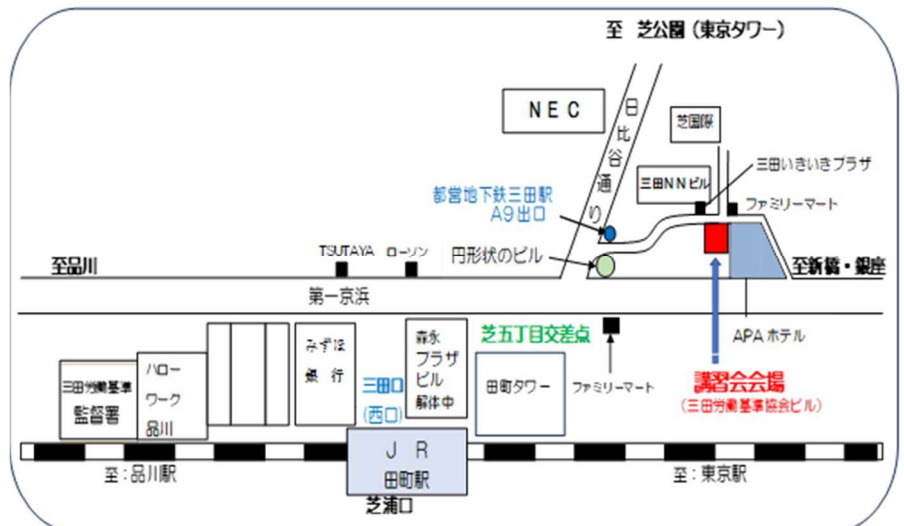 至 芝公園（東京タワー）
NEC
日比谷通り
芝国際
三田いきいきプラザ
三田NNビル
ファミリーマート
都営地下鉄三田駅
A9出口
TSUTAYA
ローソン
円形状のビル
至品川
至新橋・銀座
第一京浜
APAホテル
芝五丁目交差点
みずほ
銀行
森永
プラザ
ビル
解体中
三田口
(西口)
田町タワー
ファミリーマート
講習会会場
(三田労働基準協会ビル)
三田労働基準
監督署
ハロー
ワーク
品川
JR
田町駅
至：品川駅
至：東京駅
芝浦口